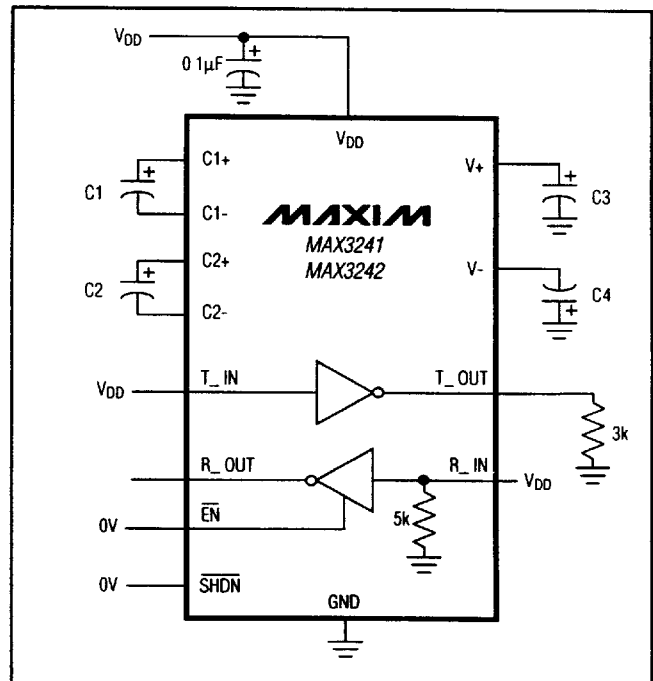 VDD
0 1µF
VDD
C1+
V+
C1
C3
C1-
MAXIM
MAX3241
C2+
MAX3242
V-
C2
C4
C2-
VDD
T_ IN
T_ OUT
3k
R_ OUT
R_ IN
VDD
5k
0V
EN
0V
SHDN
GND